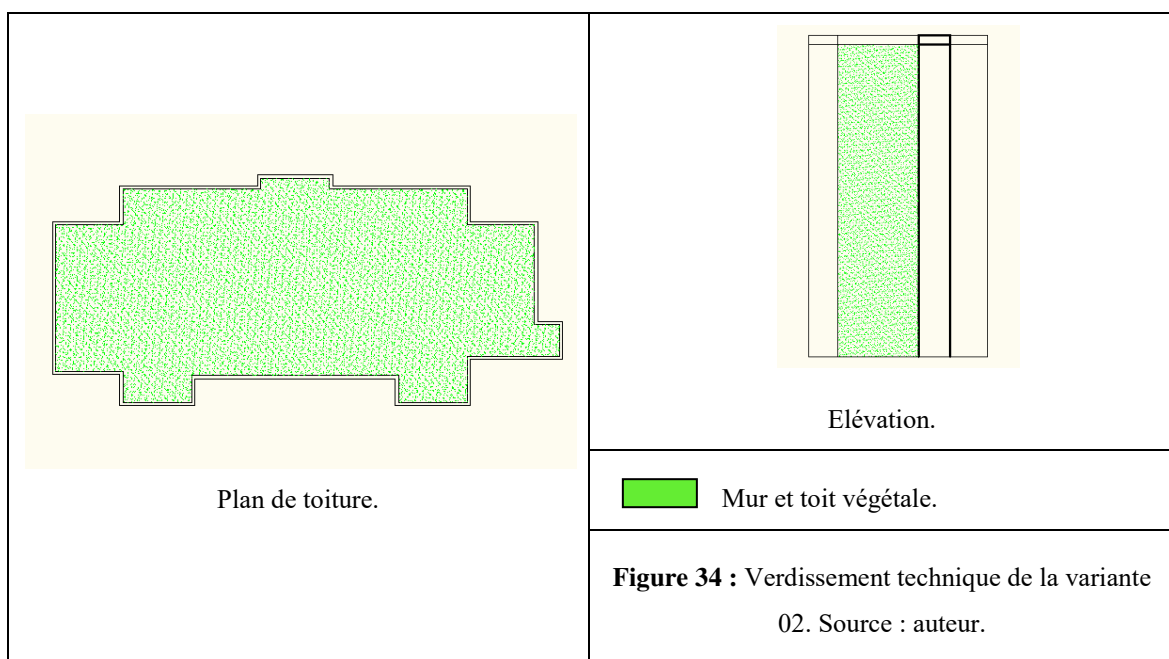 Plan de toiture.
Elévation.
Mur et toit végétale.
Figure 34 : Verdissement technique de la variante
02. Source : auteur.